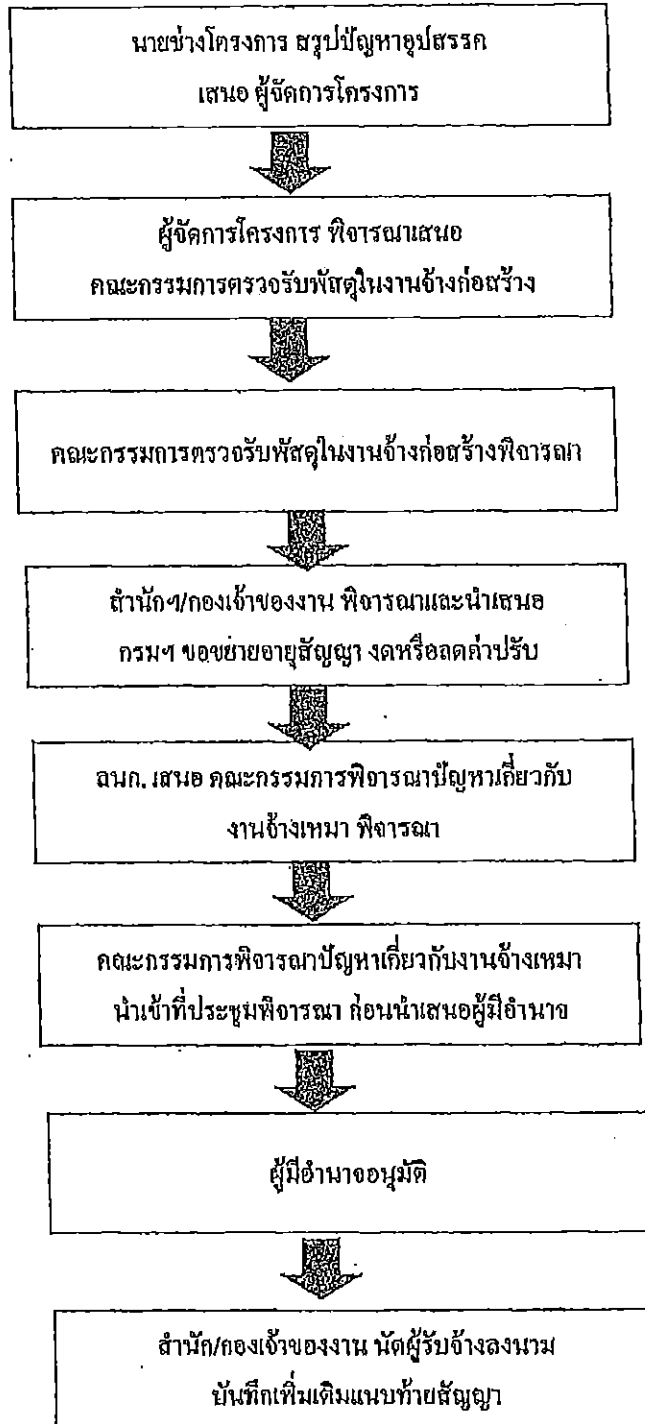 นายช่างโครงการ สรุปปัญหาอุปสรรค
เสนอ ผู้จัดการโครงการ
ผู้จัดการโครงการ พิจารณาเสนอ
คณะกรรมการตรวจรับพัสดุในงานจ้างก่อสร้าง
คณะกรรมการตรวจรับพัสดุในงานจ้างก่อสร้างพิจารณา
สำนักฯ/กองเจ้าของงาน พิจารณาและนำเสนอ
กรมฯ ขอขยายอายุสัญญา งดหรือลดค่าปรับ
ลนก. เสนอ คณะกรรมการพิจารณาปัญหาเกี่ยวกับ
งานจ้างเหมา พิจารณา
คณะกรรมการพิจารณาปัญหาเกี่ยวกับงานจ้างเหมา
นำเข้าที่ประชุมพิจารณา ก่อนนำเสนอผู้มีอำนาจ
ผู้มีอำนาจอนุมัติ
สำนัก/กองเจ้าของงาน นัดผู้รับจ้างลงนาม
บันทึกเพิ่มเติมแนบท้ายสัญญา